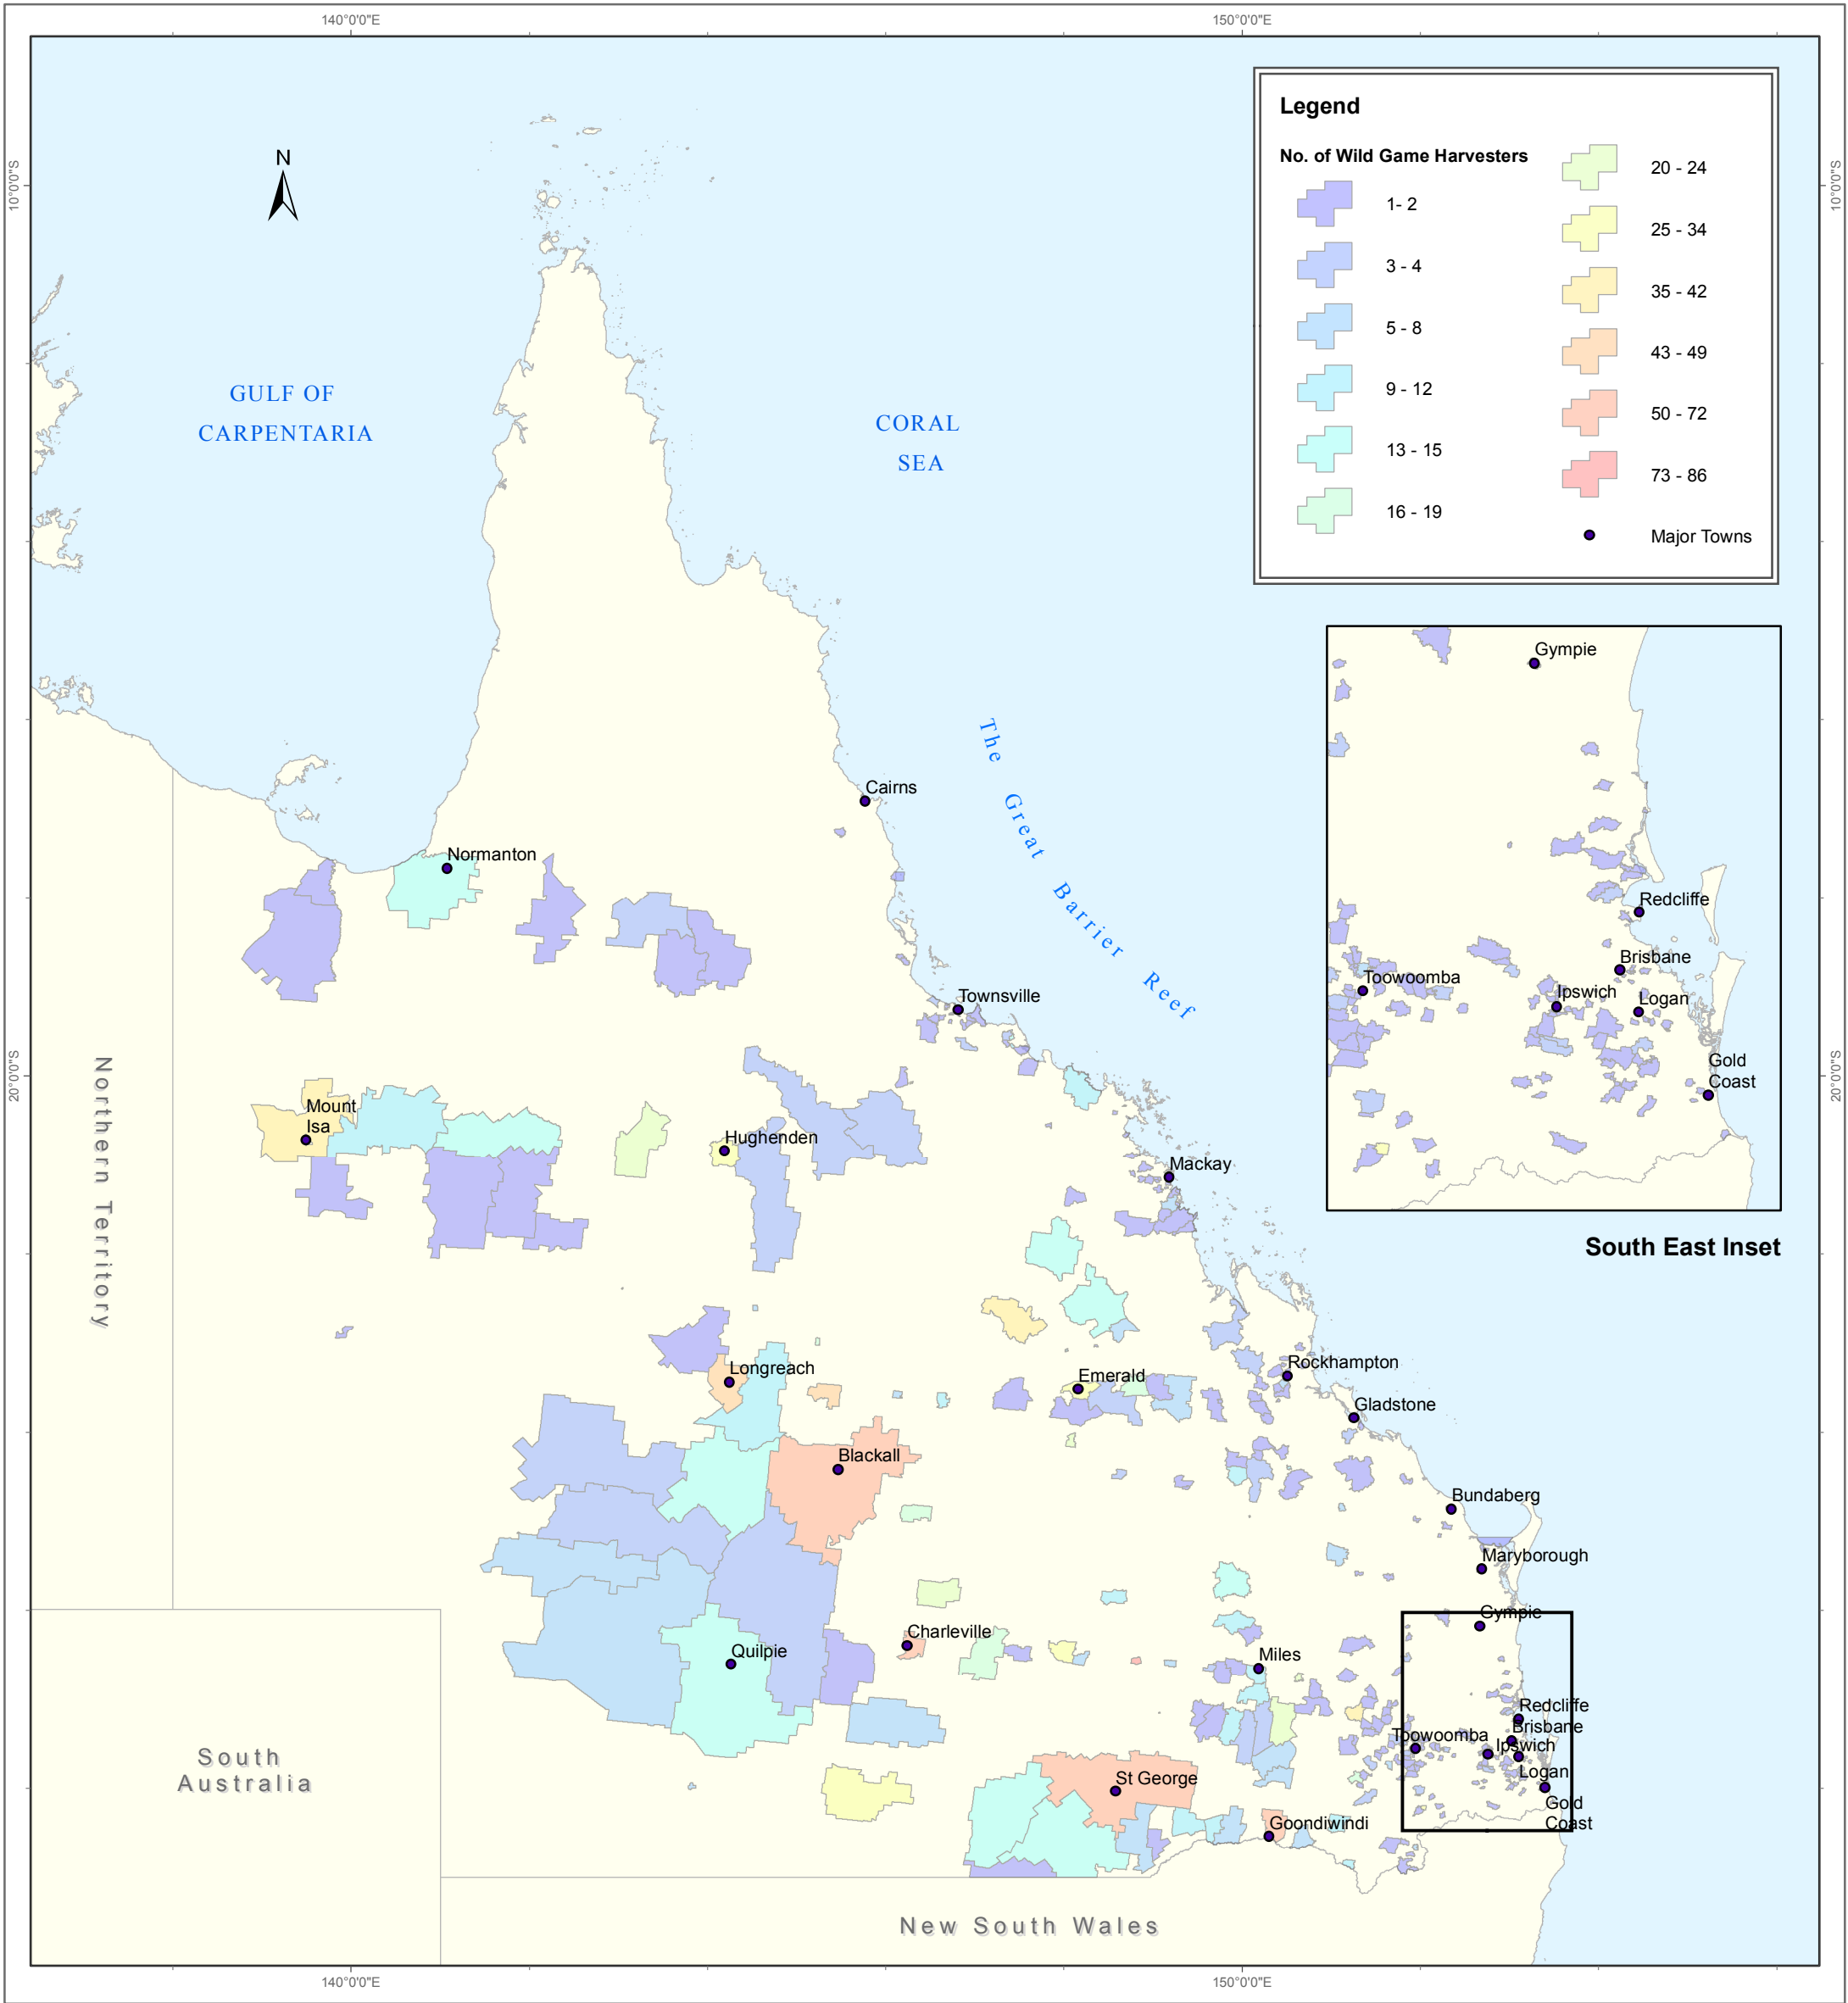 140°0'0"E
150°0'0"E
10°0'0"S
10°0'0"S
N
Legend
No. of Wild Game Harvesters
1- 2
3 - 4
5 - 8
9 - 12
13 - 15
16 - 19
20 - 24
25 - 34
35 - 42
43 - 49
50 - 72
73 - 86
Major Towns
GULF OF
CARPENTARIA
CORAL
SEA
The Great Barrier Reef
Gympie
Redcliffe
Brisbane
Toowoomba
Ipswich
Logan
Gold
Coast
South East Inset
Cairns
Normanton
Townsville
20°0'0"S
20°0'0"S
Northern Territory
Mount
Isa
Hughenden
Mackay
Longreach
Emerald
Rockhampton
Gladstone
Blackall
Bundaberg
Maryborough
Gympie
Charleville
Quilpie
Miles
Redcliffe
Brisbane
Toowoomba
Ipswich
Logan
Gold
Coast
South
Australia
St George
Goondiwindi
New South Wales
140°0'0"E
150°0'0"E